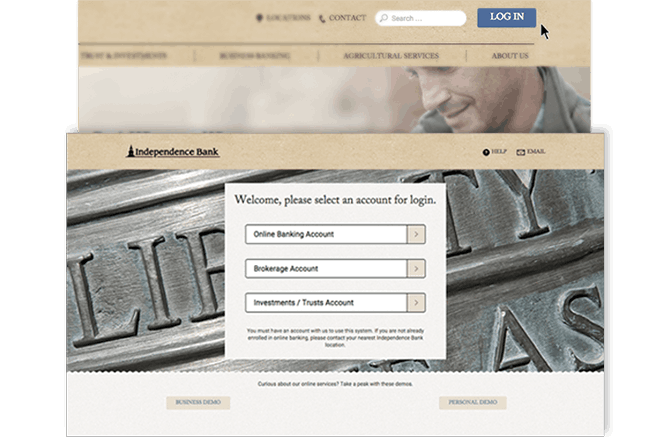 LOCATIONS CONTACT Search ... LOG IN
TRUST & INVESTMENTS BUSINESS BANKING AGRICULTURAL SERVICES ABOUT US
Independence Bank HELP EMAIL
Welcome, please select an account for login.
Online Banking Account
Brokerage Account
Investments / Trusts Account
You must have an account with us to use this system. If you are not already
enrolled in online banking, please contact your nearest Independence Bank
location.
LIB TY
EAS
Curious about our online services? Take a peak with these demos.
BUSINESS DEMO PERSONAL DEMO